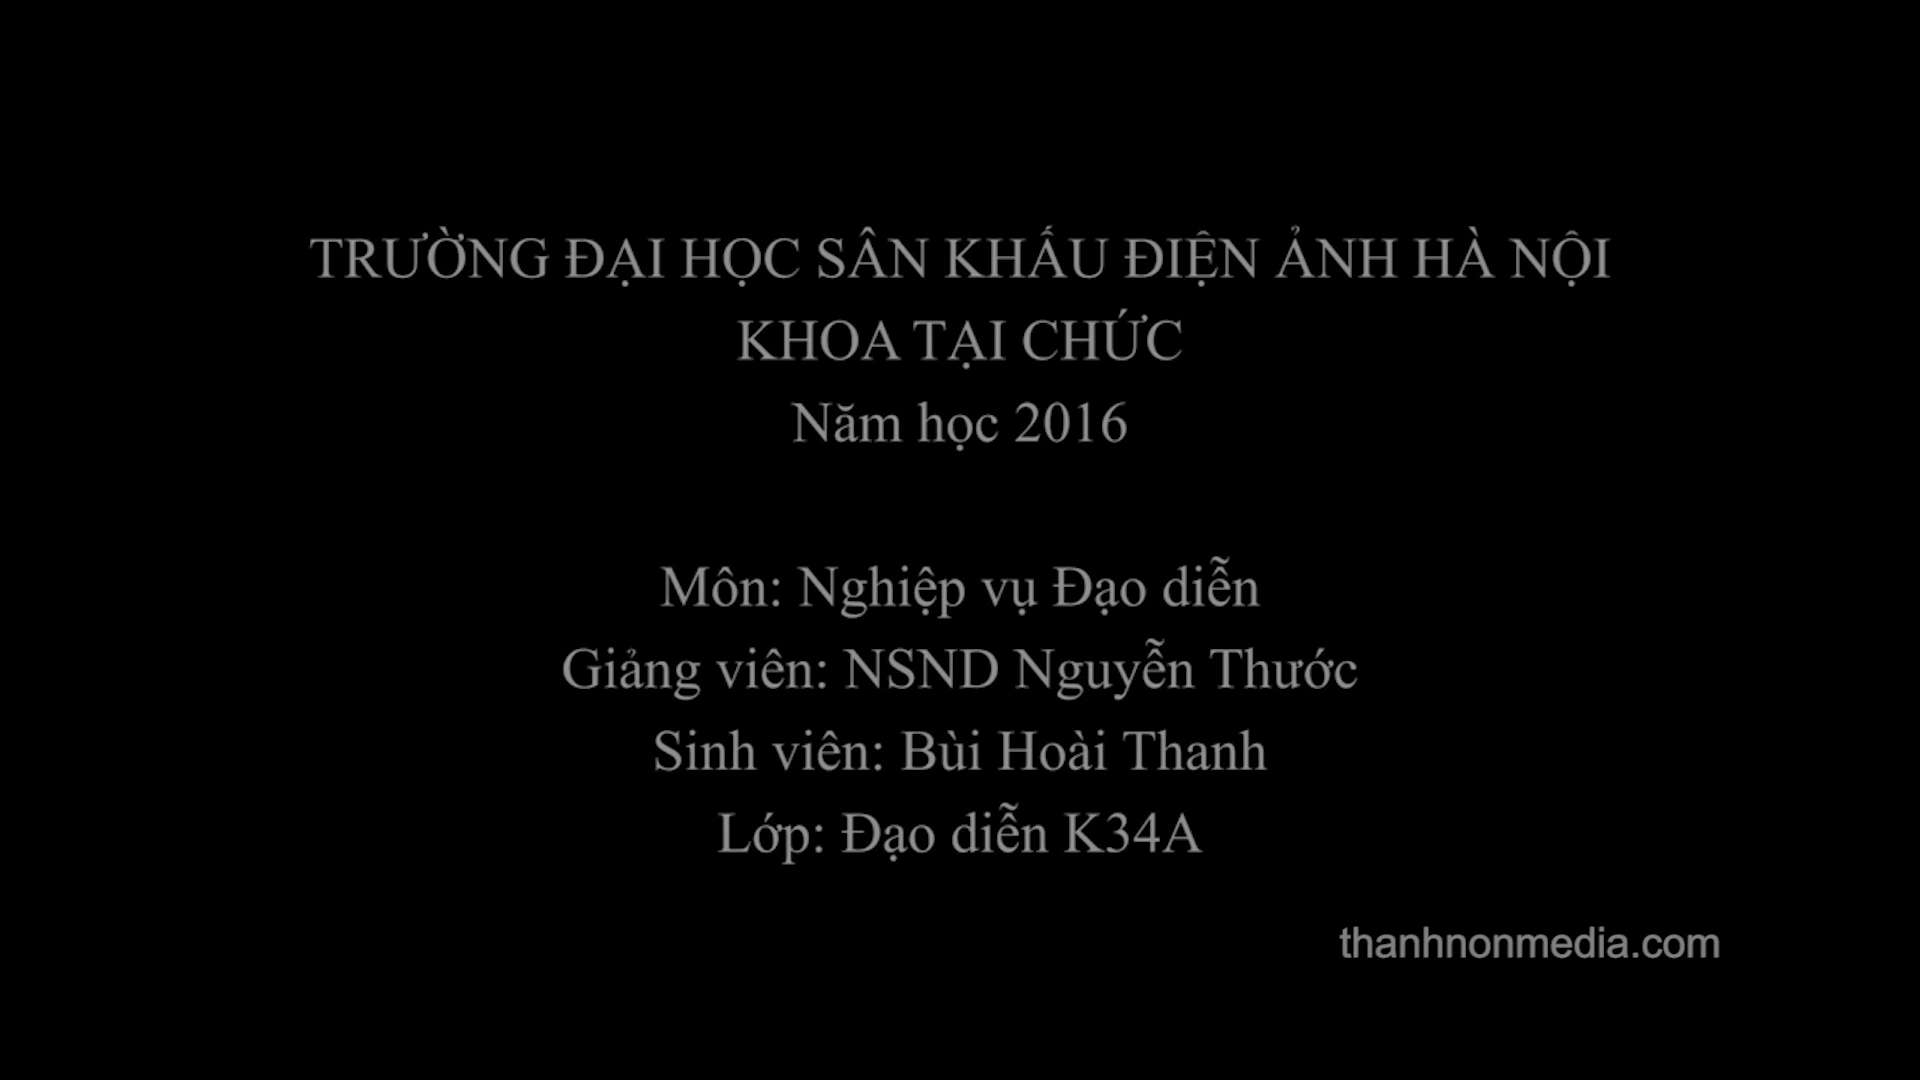 TRƯỜNG ĐẠI HỌC SÂN KHẤU ĐIỆN ẢNH HÀ NỘI
KHOA TẠI CHỨC
Năm học 2016
Môn: Nghiệp vụ Đạo diễn
Giảng viên: NSND Nguyễn Thước
Sinh viên: Bùi Hoài Thanh
Lớp: Đạo diễn K34A
thanhnonmedia.com